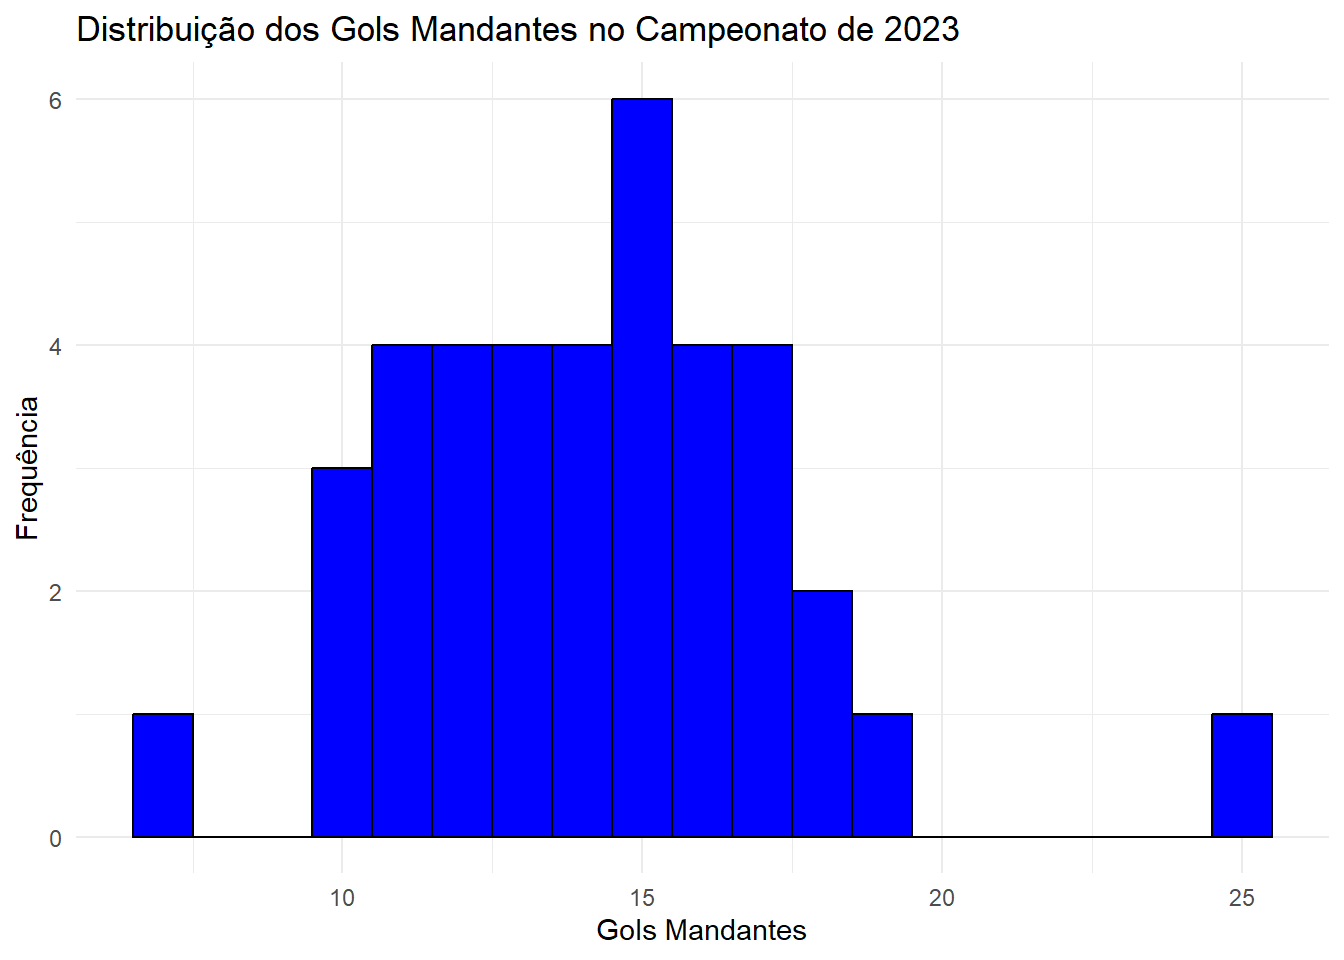 Distribuição dos Gols Mandantes no Campeonato de 2023
6
4
2
0
Frequência
10 15 20 25
Gols Mandantes